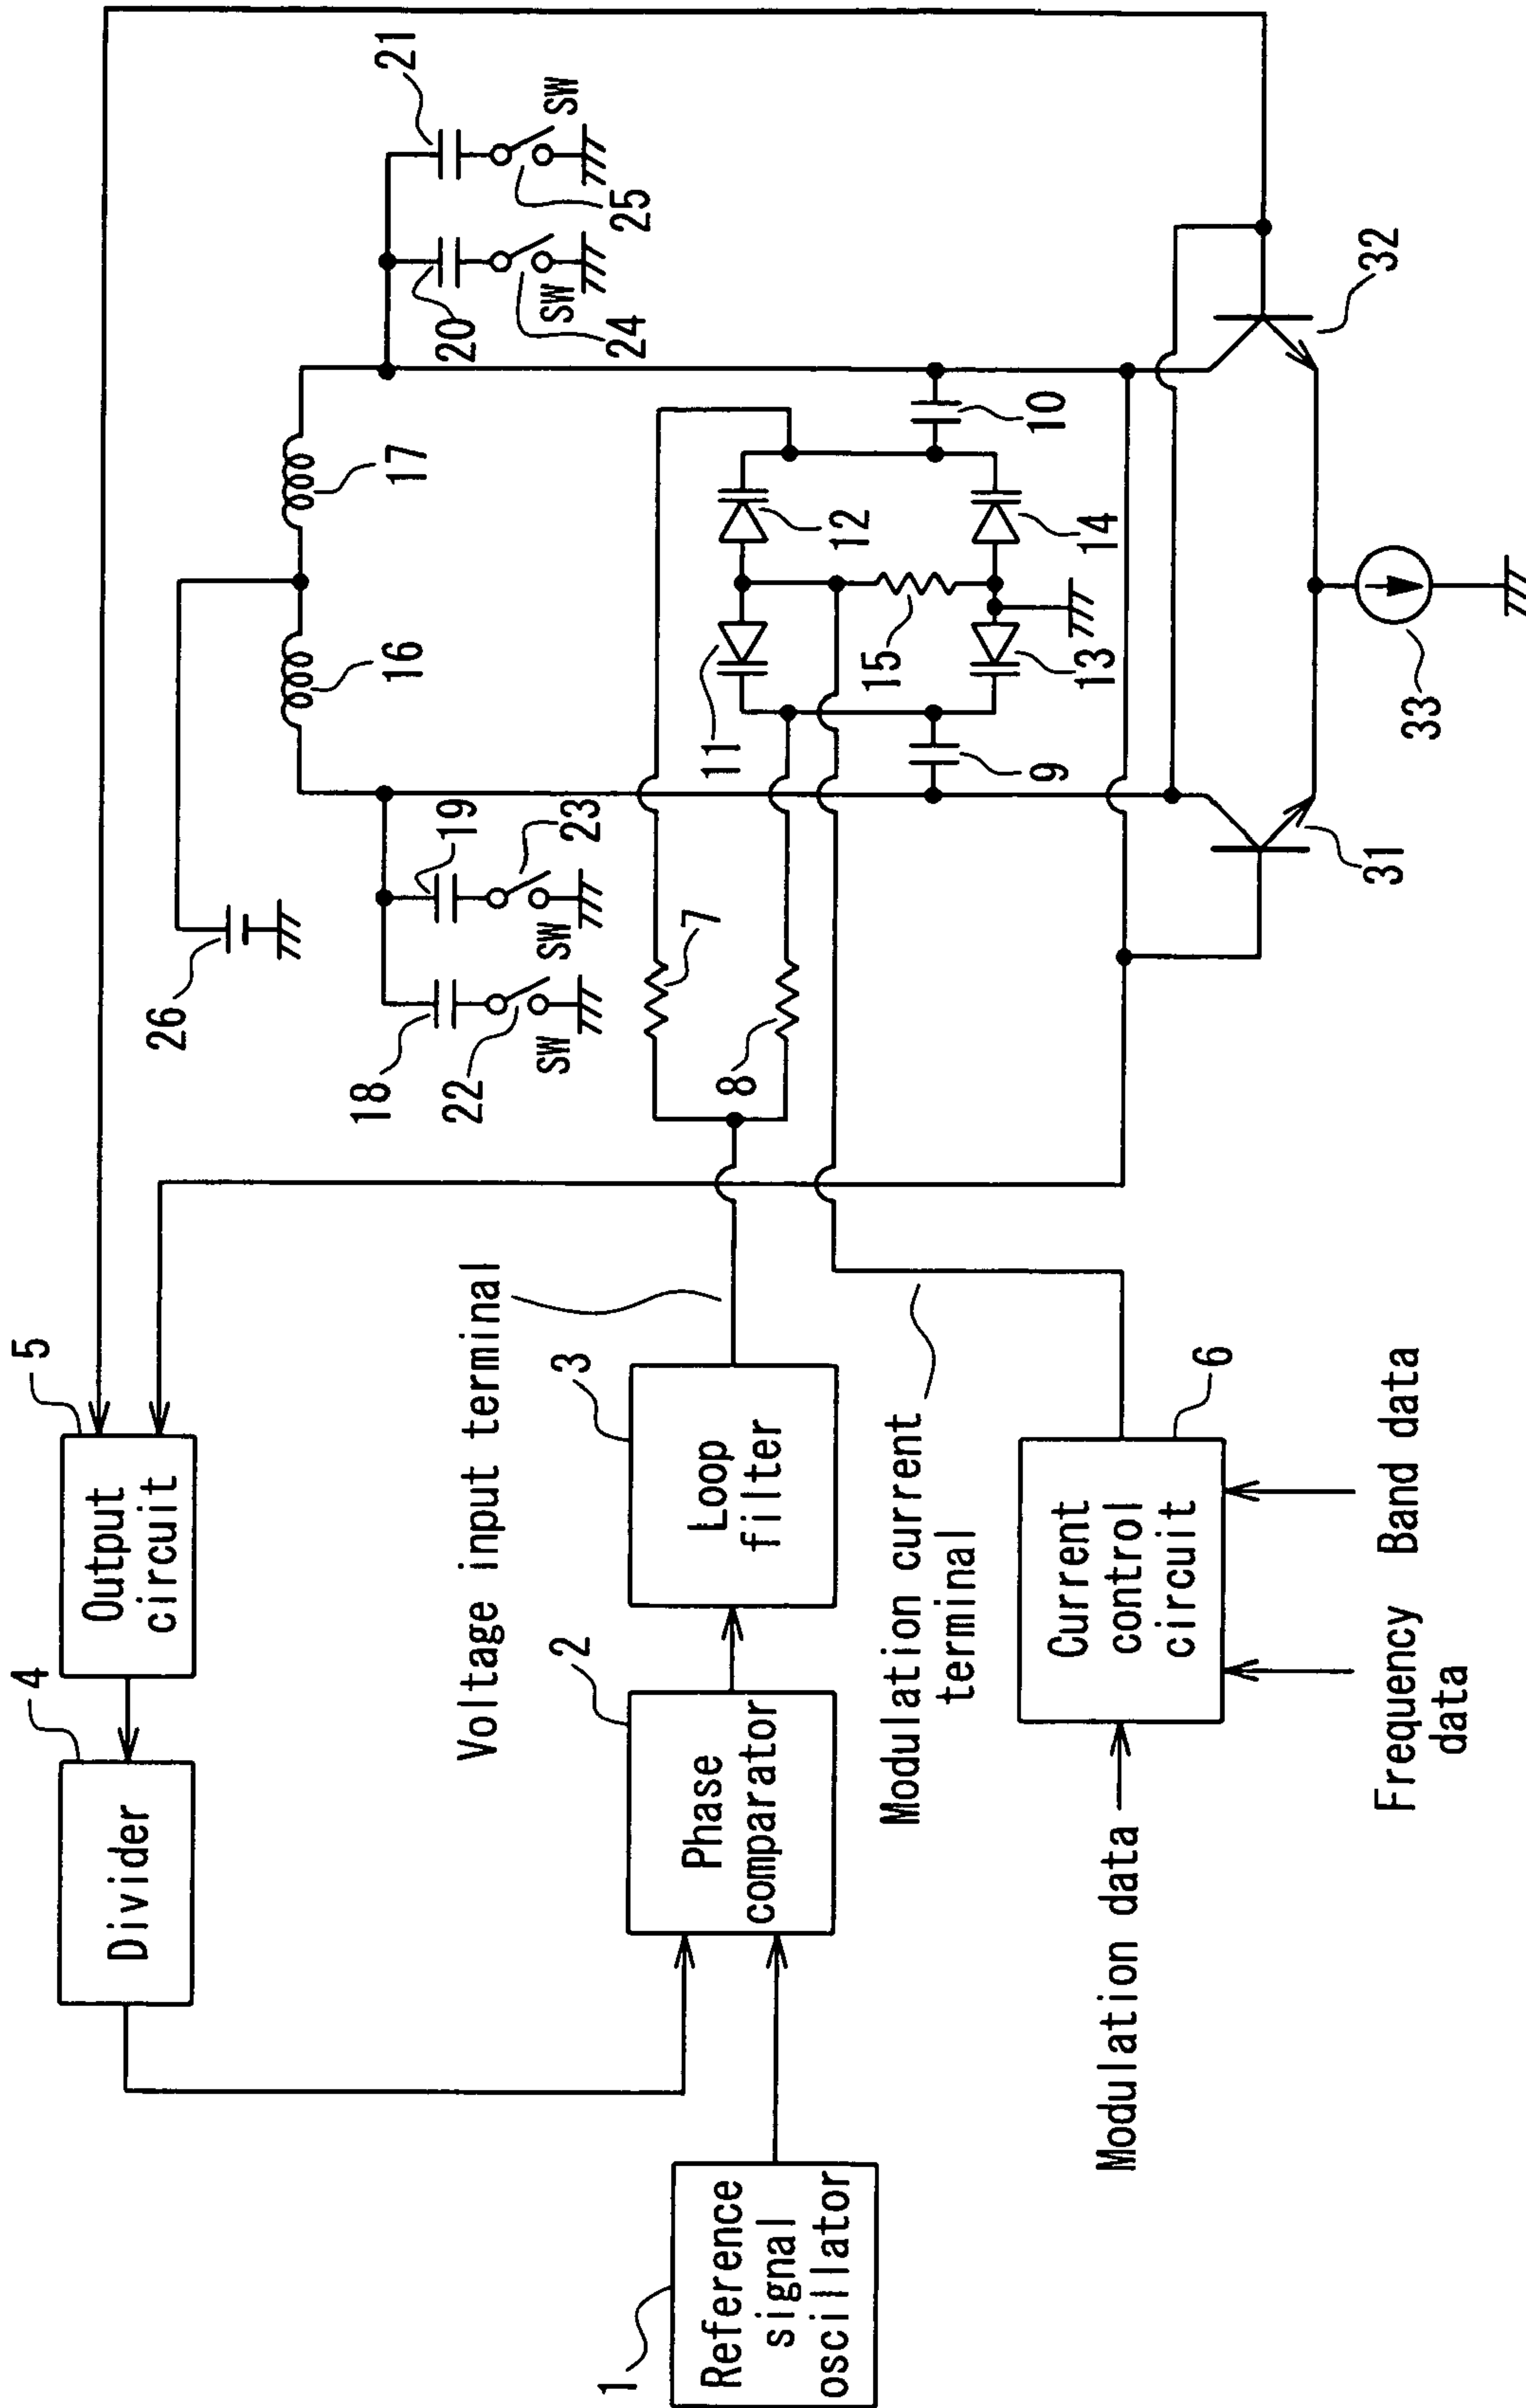 5
Output
circuit
4
Divider
26
16
17
21
SW
25
20
SW
24
19
23
SW
18
22
SW
Voltage input terminal
3
Loop
filter
2
Phase
comparator
1
Reference
signal
oscillator
7
8
11
12
15
13
14
9
10
Modulation current
terminal
6
Current
control
circuit
Modulation data
Frequency
data
Band data
31
32
33